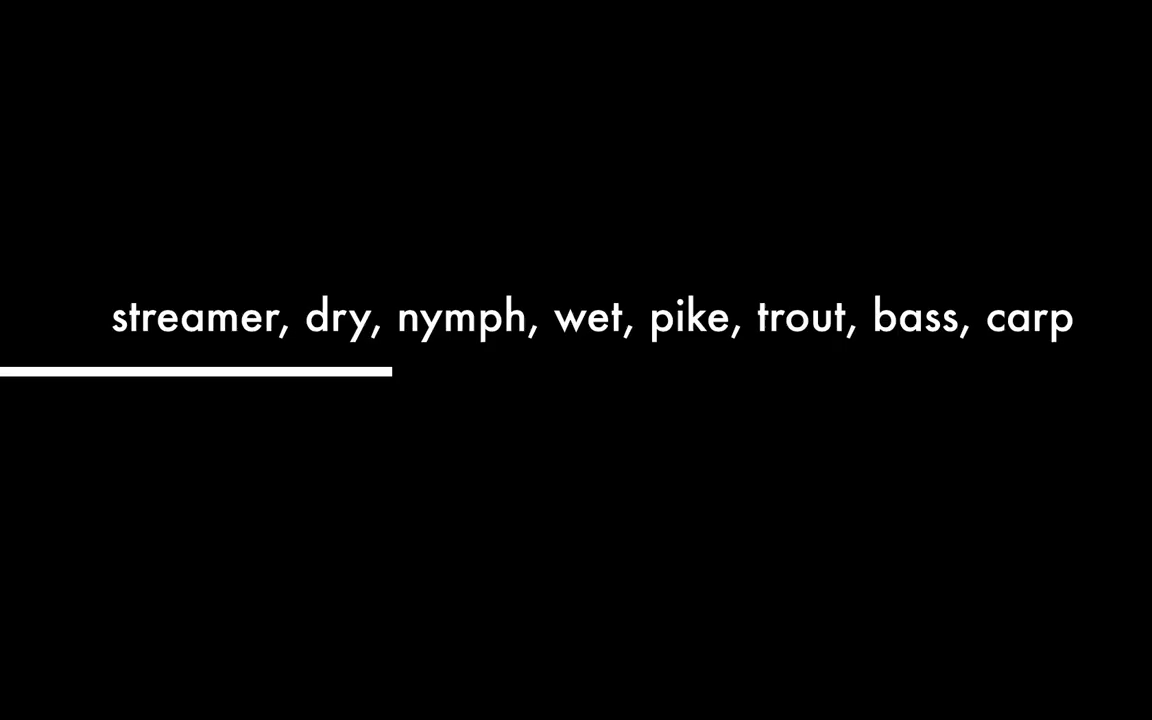 streamer, dry, nymph, wet, pike, trout, bass, carp